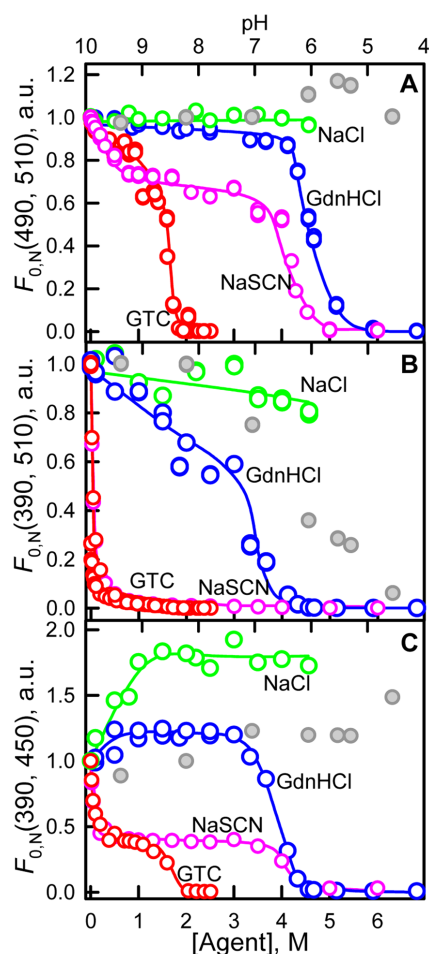 pH
10 9 8 7 6 5 4
A
F0,N(490, 510), a.u.
1.2
1.0
0.8
0.6
0.4
0.2
0.0
NaCl
GdnHCl
NaSCN
GTC
B
F0,N(390, 510), a.u.
1.0
0.8
0.6
0.4
0.2
0.0
NaCl
GdnHCl
NaSCN
GTC
C
F0,N(390, 450), a.u.
2.0
1.5
1.0
0.5
0.0
NaCl
GdnHCl
NaSCN
GTC
0 1 2 3 4 5 6
[Agent], M